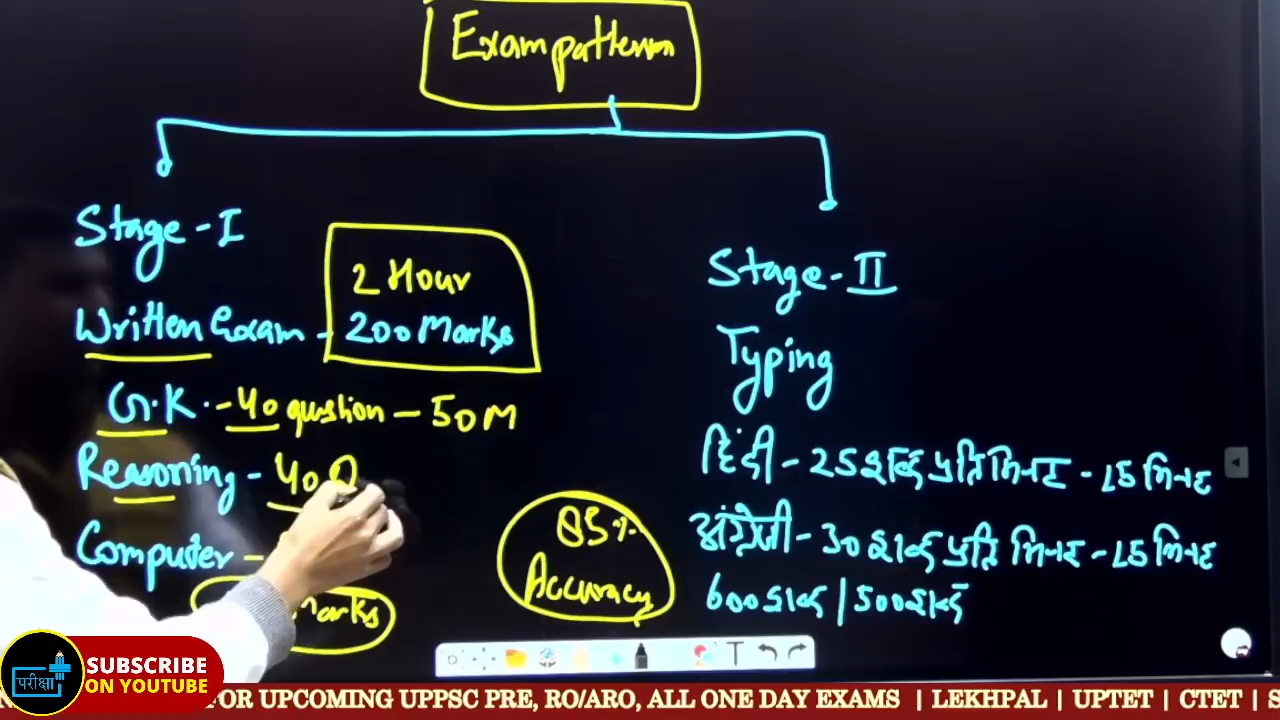 Exam pattern
Stage - I
2 Hour
Written Exam - 200 Marks
G.K. - 40 question - 50 M
Reasoning - 40 Q
Computer -
Marks
85% Accuracy
Stage - II
Typing
हिंदी - 25 शब्द प्रति मिनट - 15 मिनट
अंग्रेजी - 30 शब्द प्रति मिनट - 15 मिनट
600 शब्द | 500 शब्द
परीक्षा
SUBSCRIBE
ON YOUTUBE
FOR UPCOMING UPPSC PRE, RO/ARO, ALL ONE DAY EXAMS | LEKHPAL | UPTET | CTET | S